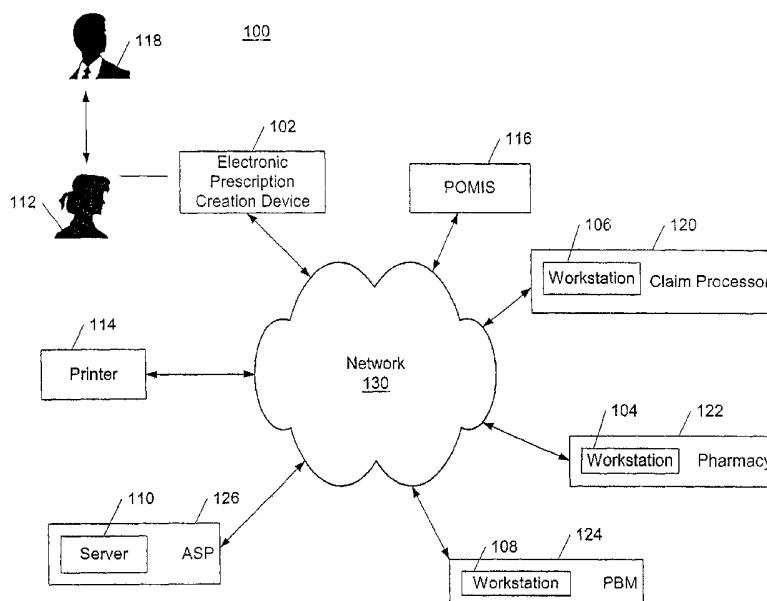 118
100
102
Electronic
Prescription
Creation Device
116
POMIS
112
106
120
Workstation
Claim Processor
114
Printer
Network
130
104
122
Workstation
Pharmacy
110
126
Server
ASP
108
124
Workstation
PBM